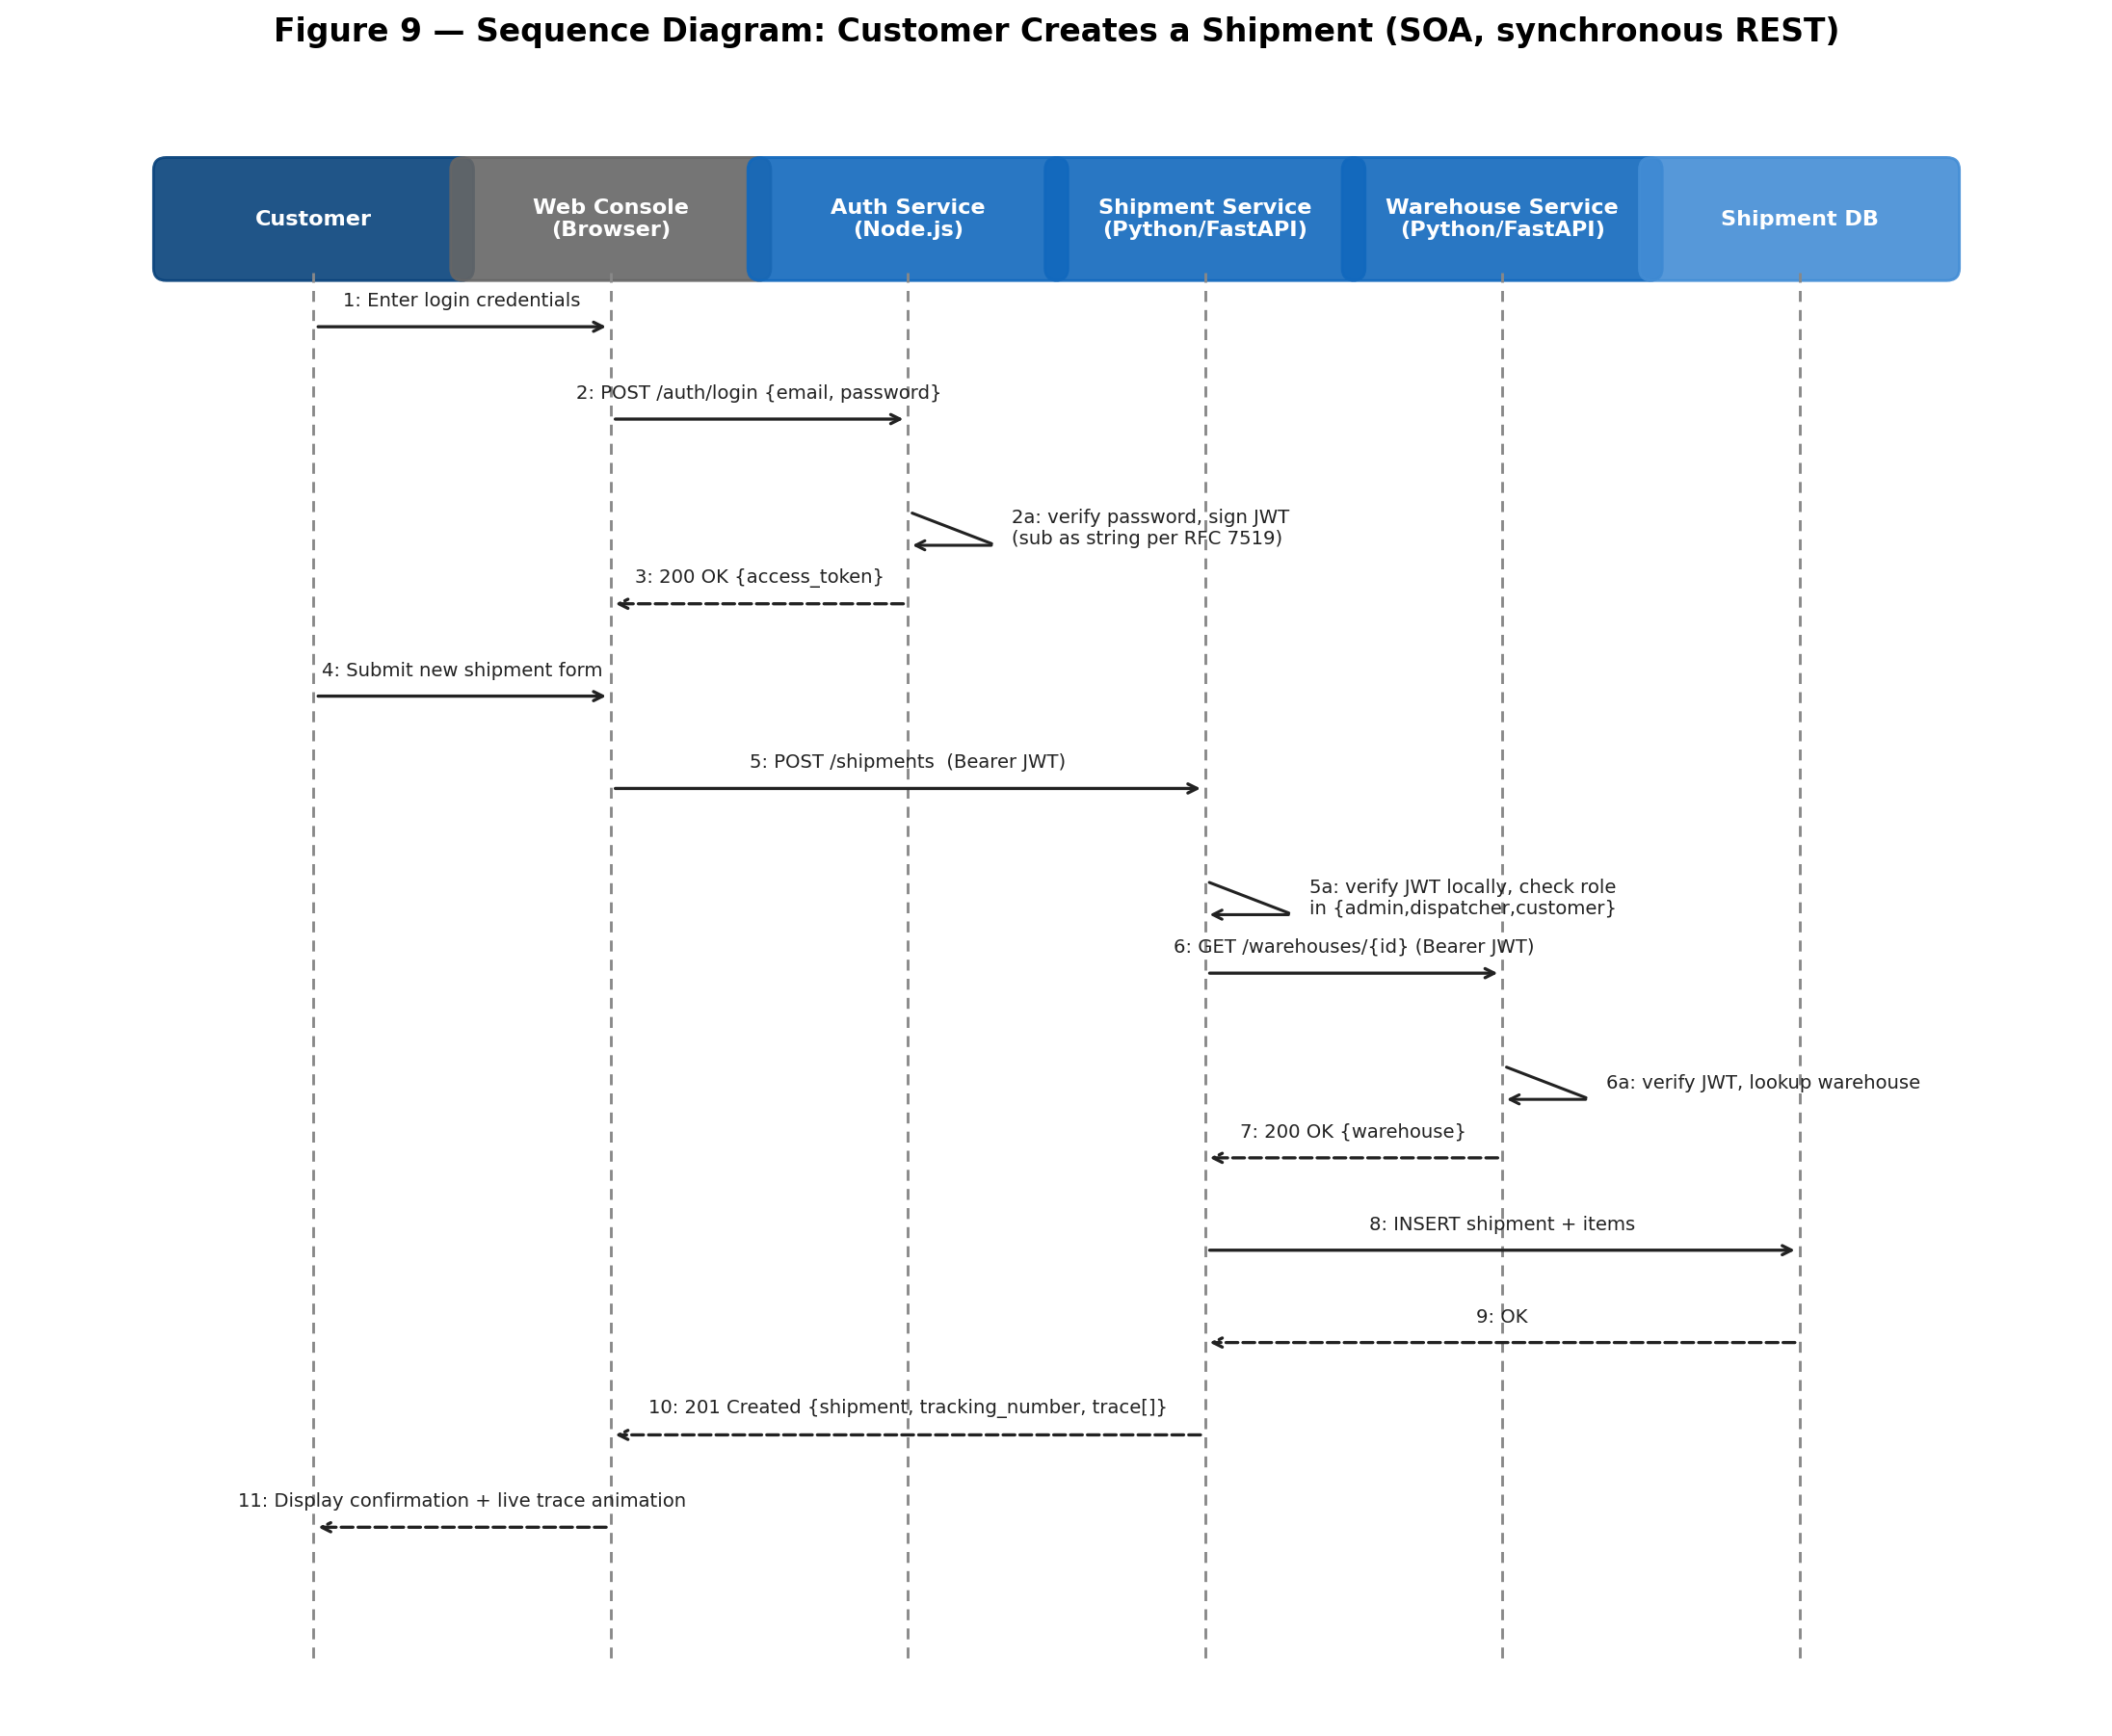 Figure 9 — Sequence Diagram: Customer Creates a Shipment (SOA, synchronous REST)
Customer
Web Console
(Browser)
Auth Service
(Node.js)
Shipment Service
(Python/FastAPI)
Warehouse Service
(Python/FastAPI)
Shipment DB
1: Enter login credentials
2: POST /auth/login {email, password}
2a: verify password, sign JWT
(sub as string per RFC 7519)
3: 200 OK {access_token}
4: Submit new shipment form
5: POST /shipments  (Bearer JWT)
5a: verify JWT locally, check role
in {admin,dispatcher,customer}
6: GET /warehouses/{id} (Bearer JWT)
6a: verify JWT, lookup warehouse
7: 200 OK {warehouse}
8: INSERT shipment + items
9: OK
10: 201 Created {shipment, tracking_number, trace[]}
11: Display confirmation + live trace animation